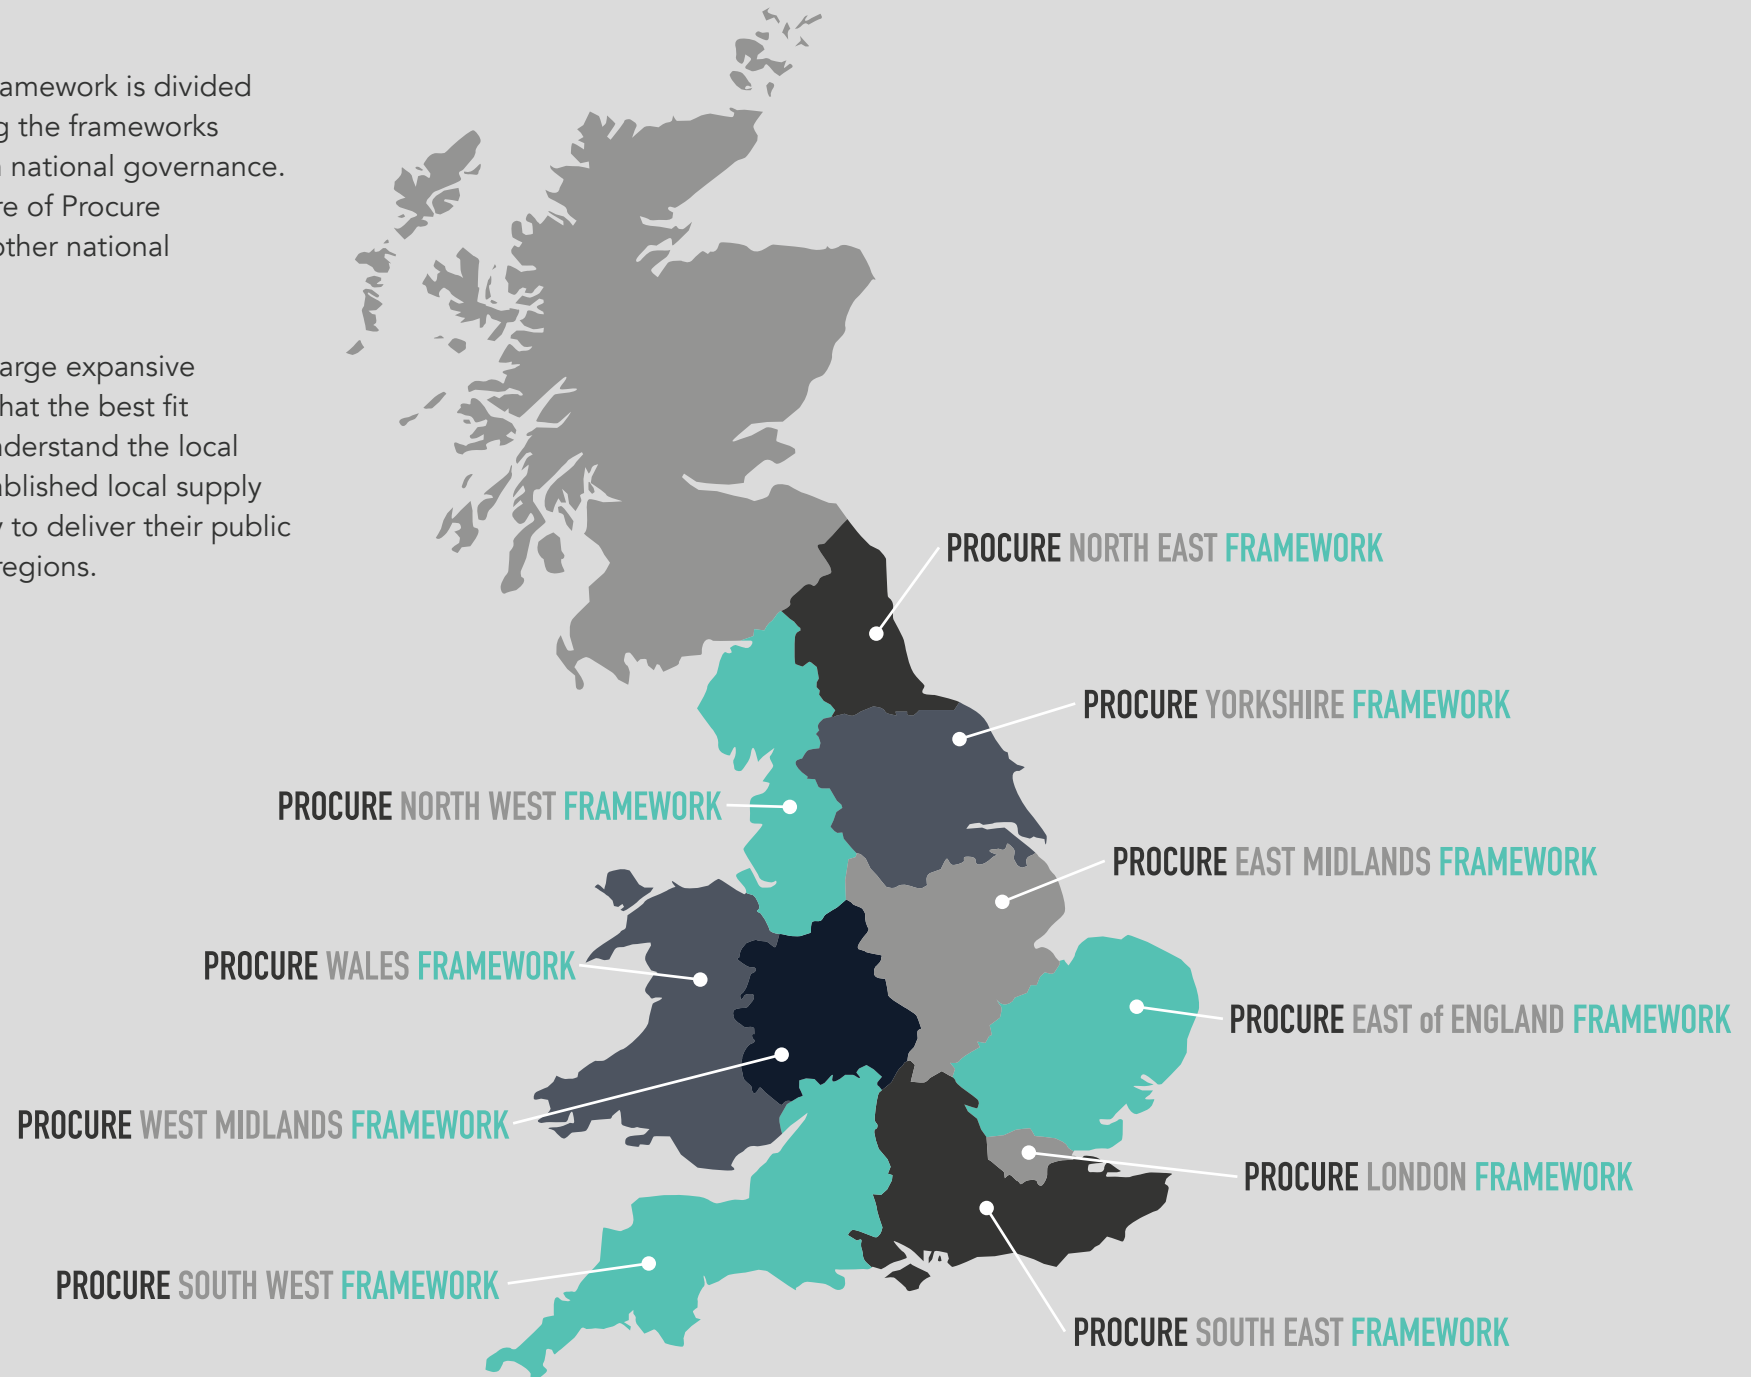 amework is divided
g the frameworks
national governance.
re of Procure
other national
arge expansive
hat the best fit
nderstand the local
ablished local supply
y to deliver their public
regions.
PROCURE NORTH EAST FRAMEWORK
PROCURE YORKSHIRE FRAMEWORK
PROCURE NORTH WEST FRAMEWORK
PROCURE EAST MIDLANDS FRAMEWORK
PROCURE WALES FRAMEWORK
PROCURE EAST of ENGLAND FRAMEWORK
PROCURE WEST MIDLANDS FRAMEWORK
PROCURE LONDON FRAMEWORK
PROCURE SOUTH WEST FRAMEWORK
PROCURE SOUTH EAST FRAMEWORK